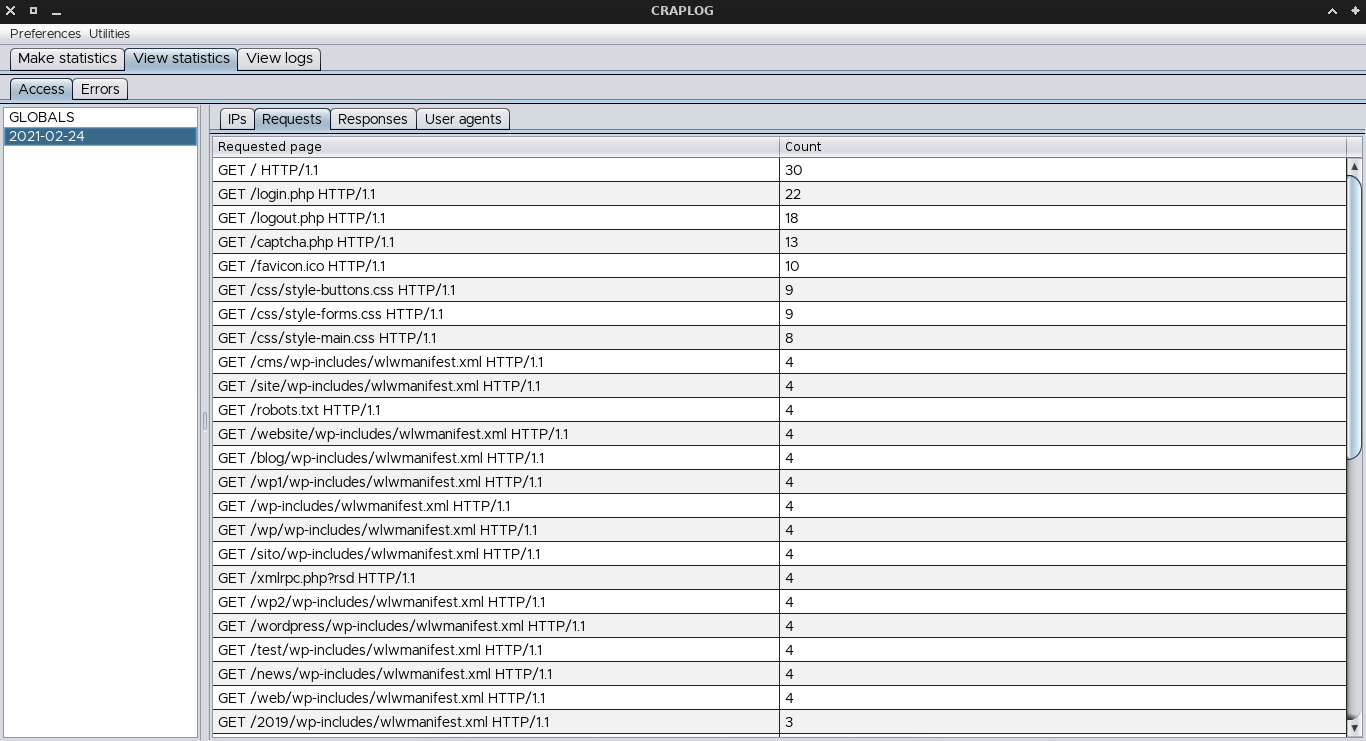 CRAPLOG
Preferences Utilities
Make statistics View statistics View logs
Access Errors
GLOBALS
2021-02-24
IPs Requests Responses User agents
Requested page Count
GET / HTTP/1.1 30
GET /login.php HTTP/1.1 22
GET /logout.php HTTP/1.1 18
GET /captcha.php HTTP/1.1 13
GET /favicon.ico HTTP/1.1 10
GET /css/style-buttons.css HTTP/1.1 9
GET /css/style-forms.css HTTP/1.1 9
GET /css/style-main.css HTTP/1.1 8
GET /cms/wp-includes/wlwmanifest.xml HTTP/1.1 4
GET /site/wp-includes/wlwmanifest.xml HTTP/1.1 4
GET /robots.txt HTTP/1.1 4
GET /website/wp-includes/wlwmanifest.xml HTTP/1.1 4
GET /blog/wp-includes/wlwmanifest.xml HTTP/1.1 4
GET /wp1/wp-includes/wlwmanifest.xml HTTP/1.1 4
GET /wp-includes/wlwmanifest.xml HTTP/1.1 4
GET /wp/wp-includes/wlwmanifest.xml HTTP/1.1 4
GET /sito/wp-includes/wlwmanifest.xml HTTP/1.1 4
GET /xmlrpc.php?rsd HTTP/1.1 4
GET /wp2/wp-includes/wlwmanifest.xml HTTP/1.1 4
GET /wordpress/wp-includes/wlwmanifest.xml HTTP/1.1 4
GET /test/wp-includes/wlwmanifest.xml HTTP/1.1 4
GET /news/wp-includes/wlwmanifest.xml HTTP/1.1 4
GET /web/wp-includes/wlwmanifest.xml HTTP/1.1 4
GET /2019/wp-includes/wlwmanifest.xml HTTP/1.1 3